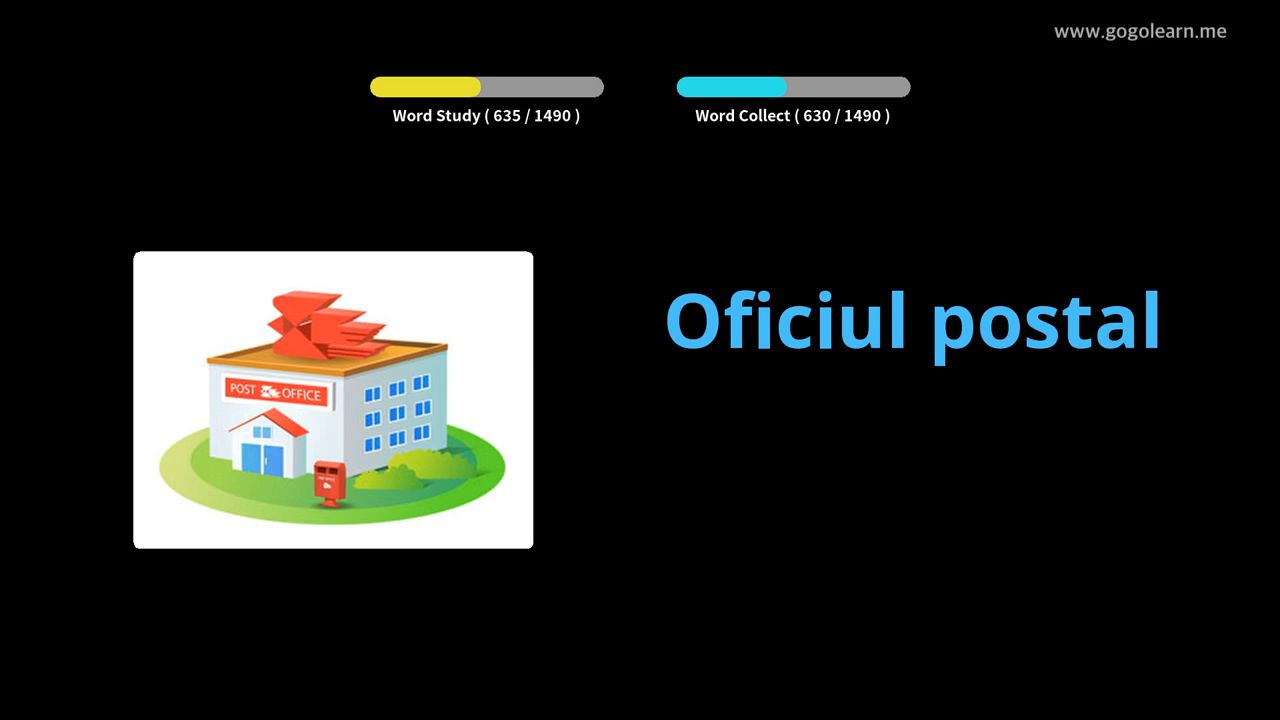 www.gogolearn.me
Word Study ( 635 / 1490 )
Word Collect ( 630 / 1490 )
Oficiul postal
POST OFFICE